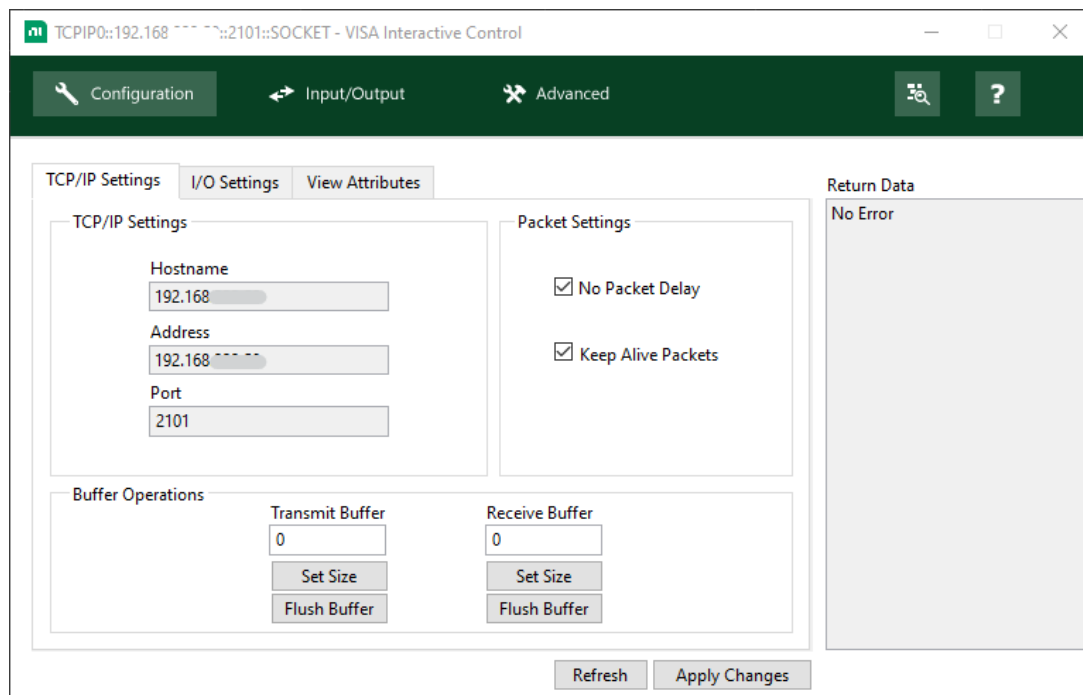 TCPIP0::192.168 ::2101::SOCKET - VISA Interactive Control
Configuration
Input/Output
Advanced
?
TCP/IP Settings
I/O Settings
View Attributes
Return Data
No Error
TCP/IP Settings
Hostname
192.168
Address
192.168
Port
2101
Packet Settings
No Packet Delay
Keep Alive Packets
Buffer Operations
Transmit Buffer
Receive Buffer
0
0
Set Size
Set Size
Flush Buffer
Flush Buffer
Refresh
Apply Changes